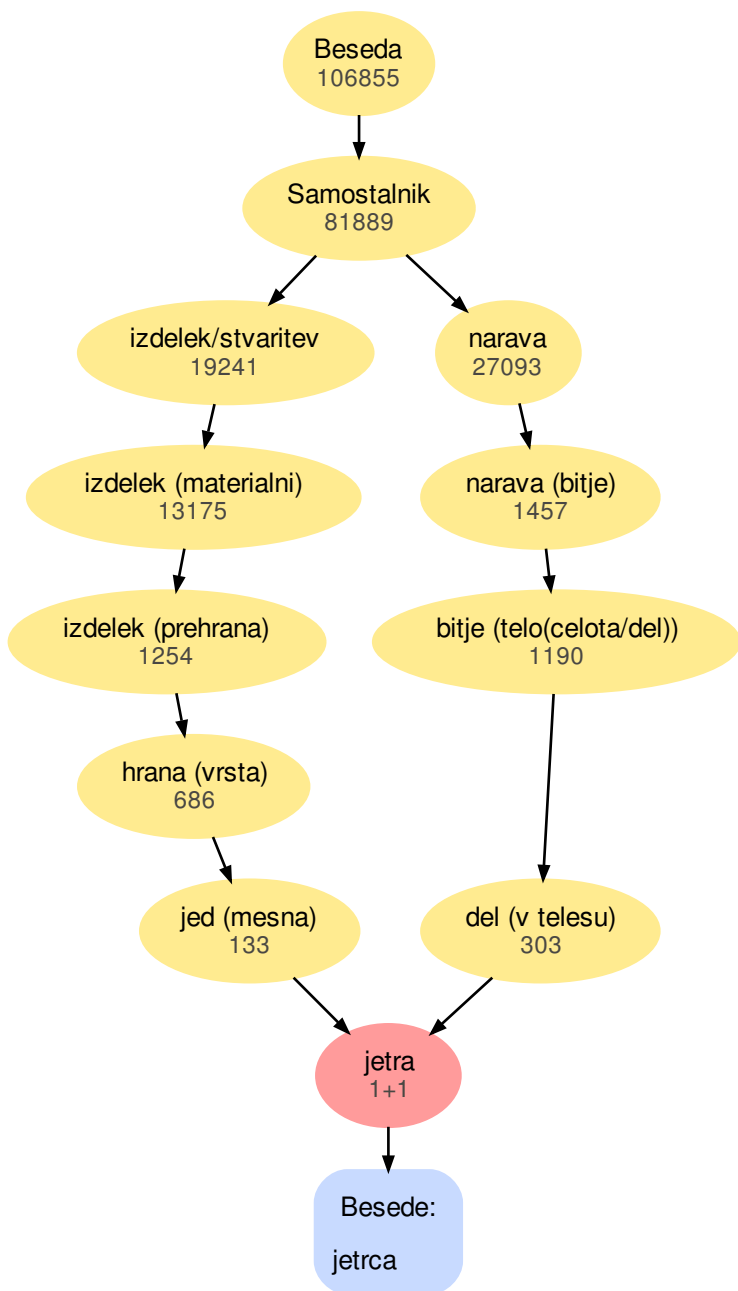 Beseda
106855
Samostalnik
81889
izdelek/stvaritev
19241
narava
27093
izdelek (materialni)
13175
narava (bitje)
1457
izdelek (prehrana)
1254
bitje (telo(celota/del))
1190
hrana (vrsta)
686
jed (mesna)
133
del (v telesu)
303
jetra
1+1
Besede:
jetrca